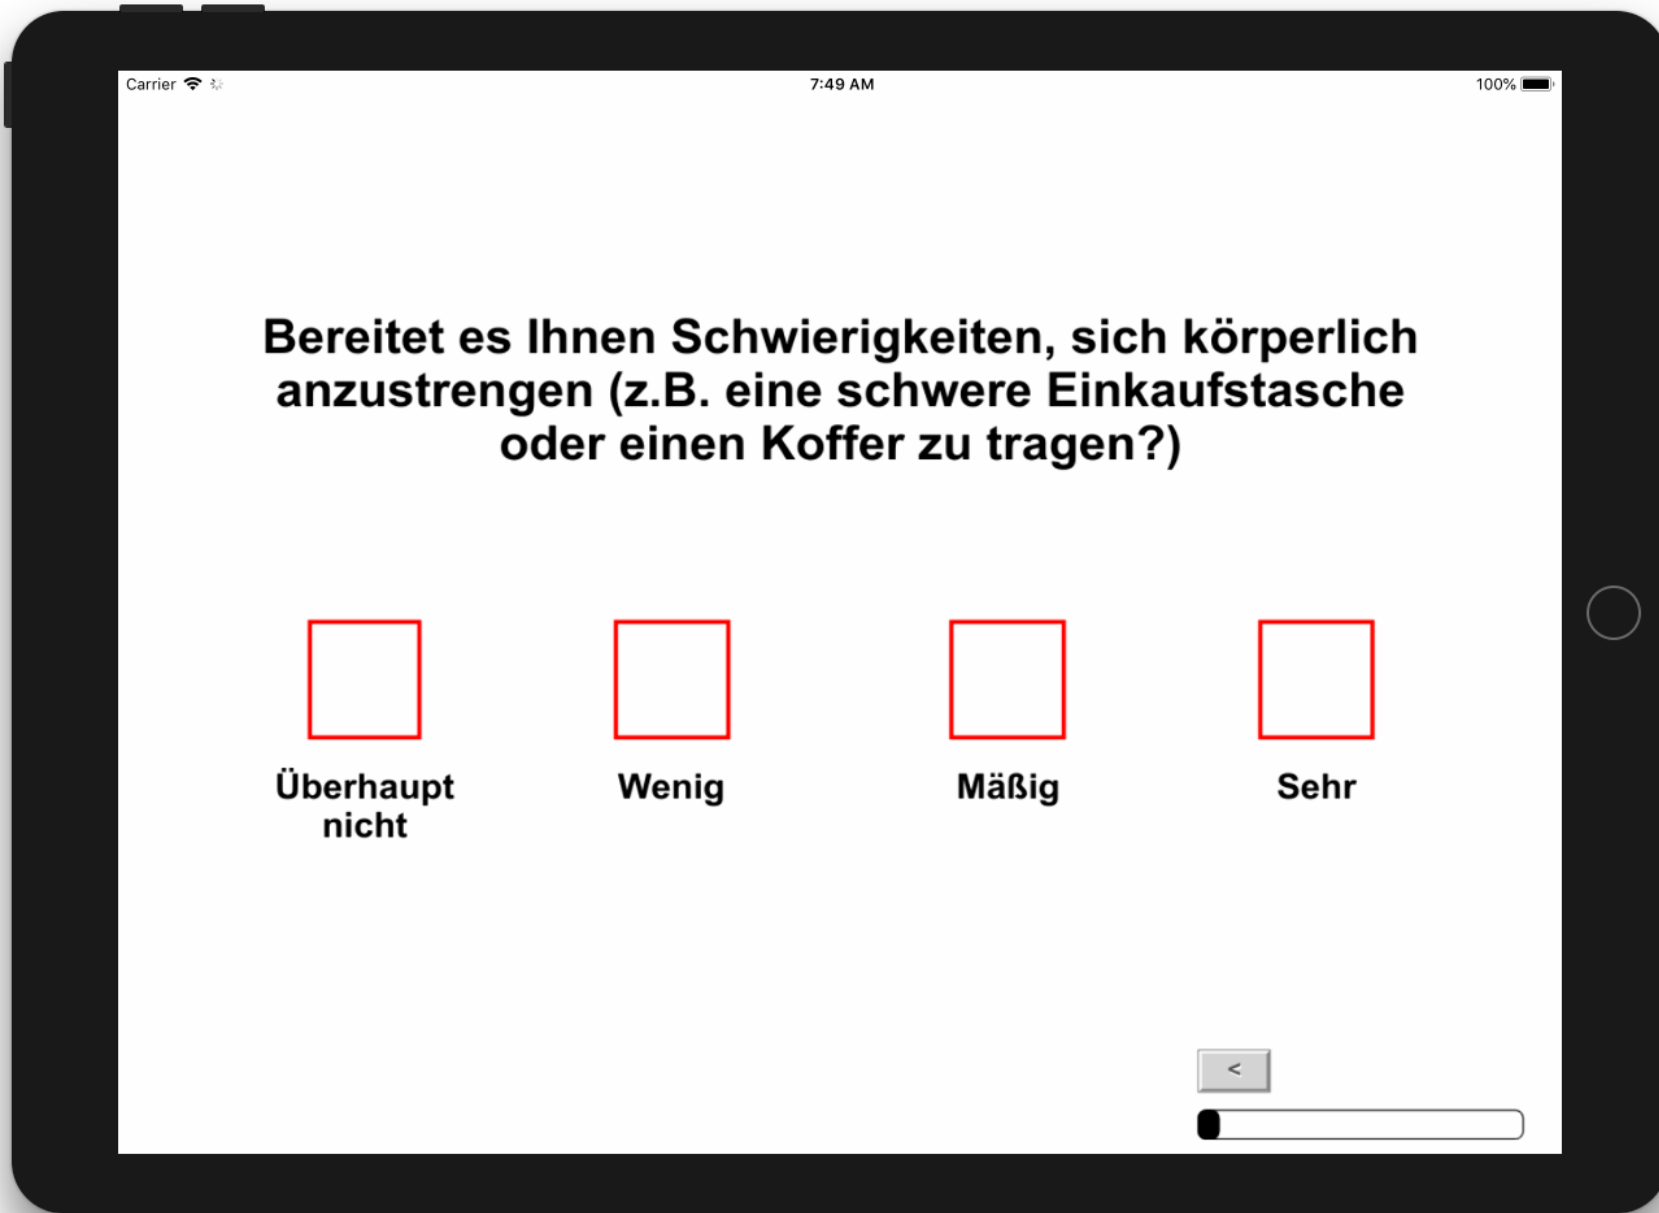 Carrier
7:49 AM
100%
Bereitet es Ihnen Schwierigkeiten, sich körperlich
anzustrengen (z.B. eine schwere Einkaufstasche
oder einen Koffer zu tragen?)
Überhaupt
nicht
Wenig
Mäßig
Sehr
<